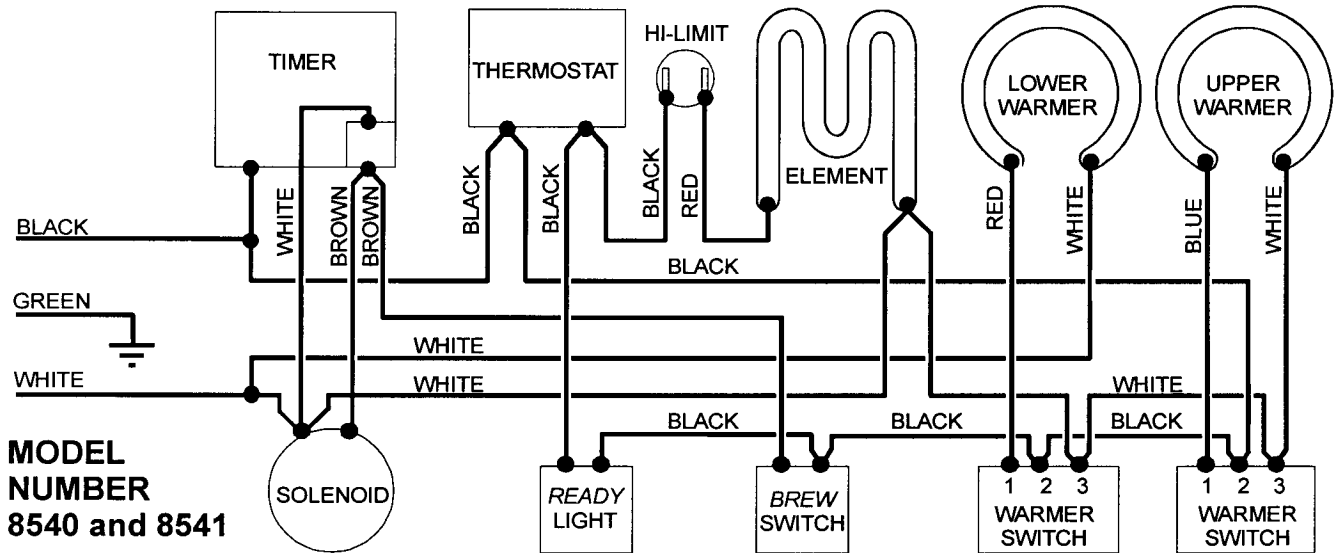 TIMER
THERMOSTAT
HI-LIMIT
ELEMENT
LOWER
WARMER
UPPER
WARMER
BLACK
GREEN
WHITE
WHITE
BROWN
BROWN
BLACK
BLACK
BLACK
RED
RED
WHITE
BLUE
WHITE
BLACK
WHITE
WHITE
WHITE
BLACK
BLACK
BLACK
MODEL
NUMBER
8540 and 8541
SOLENOID
READY
LIGHT
BREW
SWITCH
1 2 3
WARMER
SWITCH
1 2 3
WARMER
SWITCH